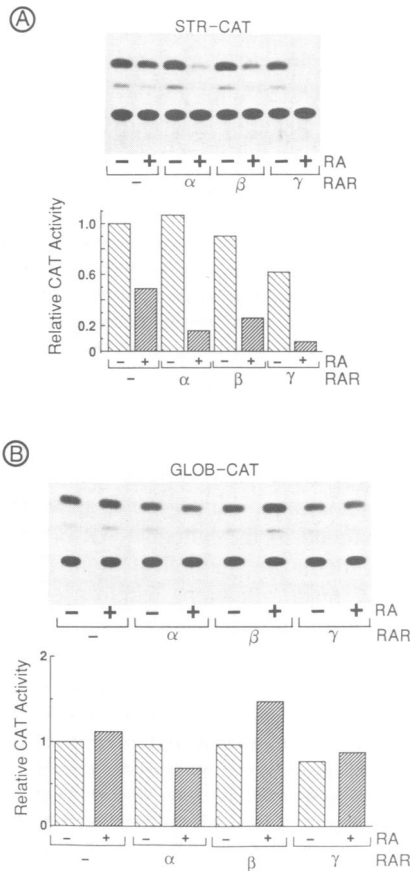 A
STR-CAT
- + - + - + - + RA
- α β γ RAR
Relative CAT Activity
1.0
0.6
0.2
0
- + - + - + - + RA
- α β γ RAR
B
GLOB-CAT
- + - + - + - + RA
- α β γ RAR
Relative CAT Activity
2
1
0
- + - + - + - + RA
- α β γ RAR